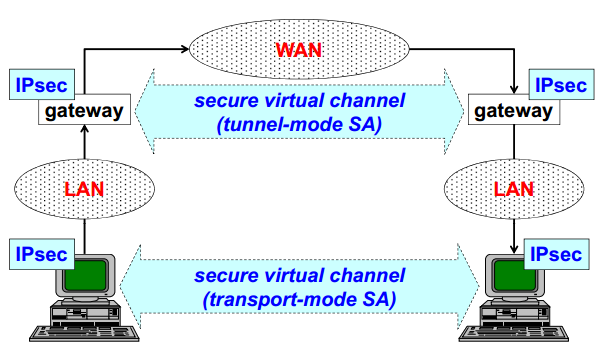 WAN
IPsec
gateway
secure virtual channel
(tunnel-mode SA)
IPsec
gateway
LAN
LAN
IPsec
secure virtual channel
(transport-mode SA)
IPsec